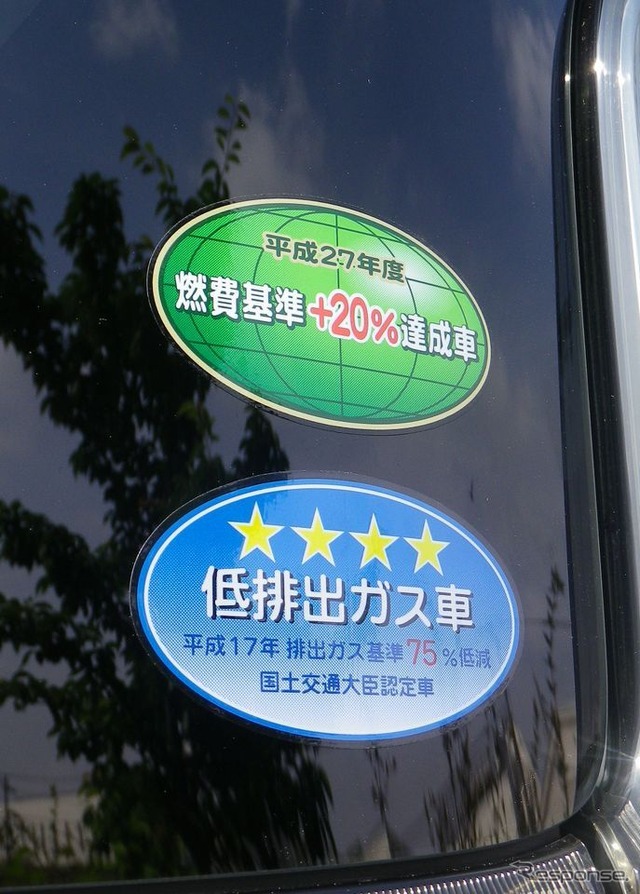 平成27年度
燃費基準+20%達成車
低排出ガス車
平成17年 排出ガス基準75%低減
国土交通大臣認定車
Response.